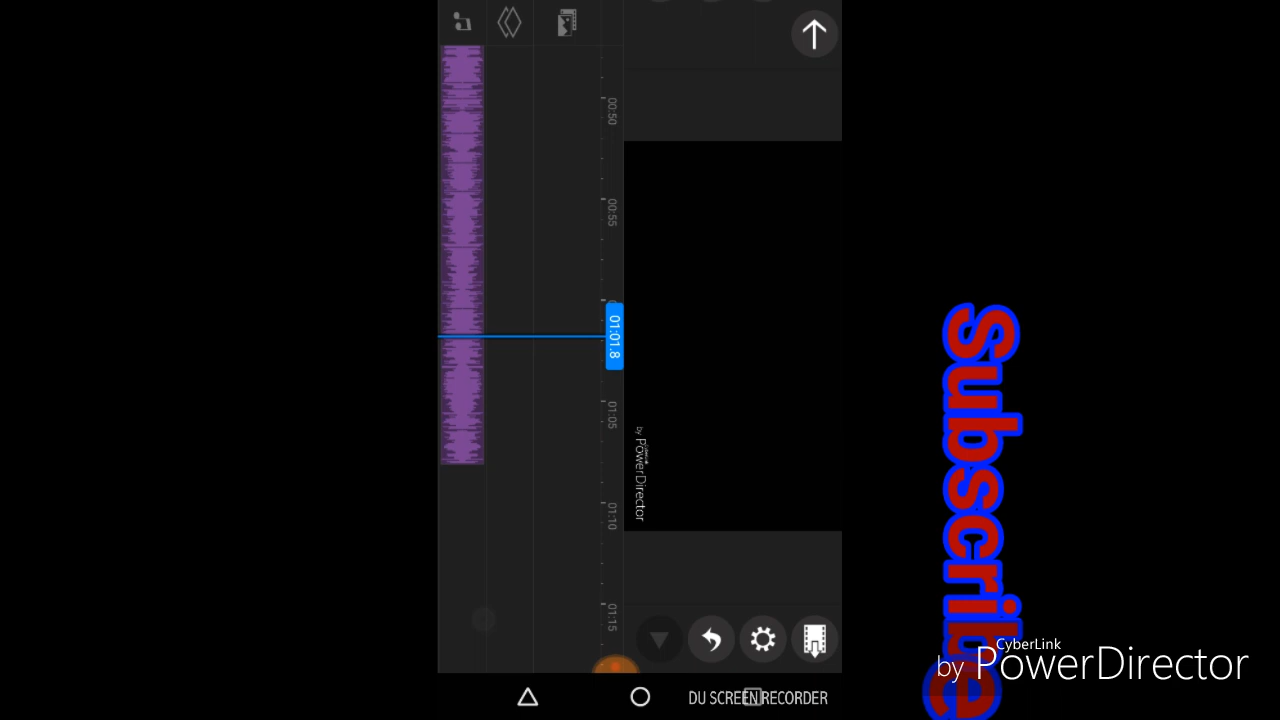 00:50
00:55
01:01.8
01:05
01:10
01:15
by CyberLink
PowerDirector
Subscribe
CyberLink
by PowerDirector
DU SCREEN RECORDER